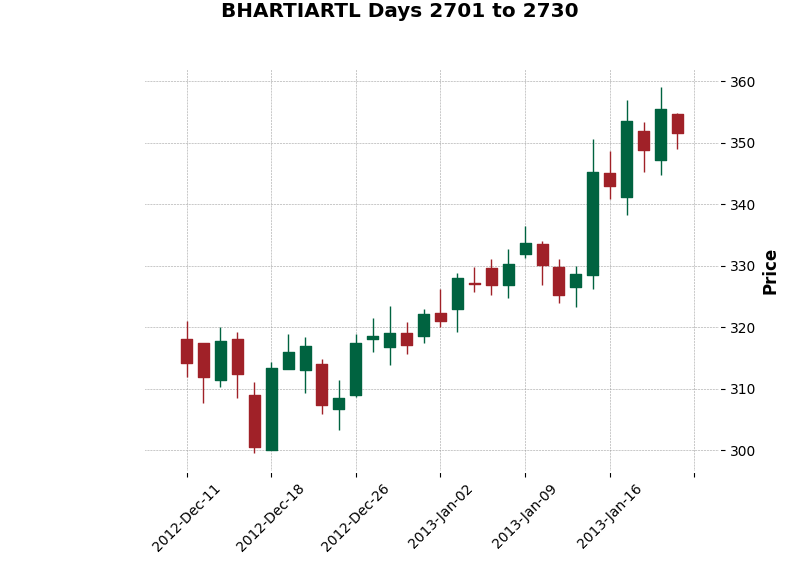 BHARTIARTL Days 2701 to 2730
360
350
340
330
320
310
300
Price
2012-Dec-11
2012-Dec-18
2012-Dec-26
2013-Jan-02
2013-Jan-09
2013-Jan-16